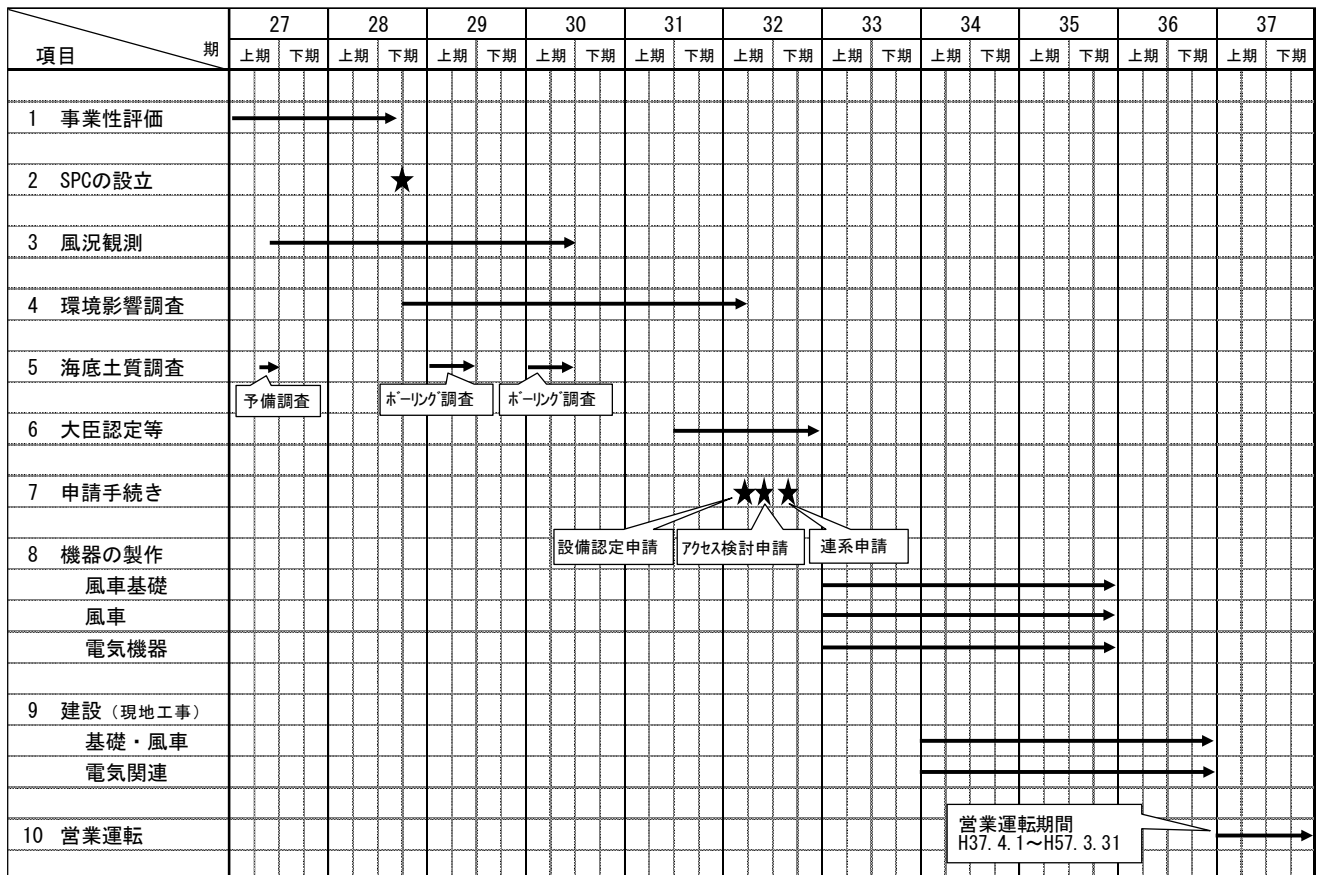 27 28 29 30 31 32 33 34 35 36 37
項目 期 上期 下期 上期 下期 上期 下期 上期 下期 上期 下期 上期 下期 上期 下期 上期 下期 上期 下期 上期 下期 上期 下期
1 事業性評価
2 SPCの設立 ★
3 風況観測
4 環境影響調査
5 海底土質調査
予備調査 ﾎﾞｰﾘﾝｸﾞ調査 ﾎﾞｰﾘﾝｸﾞ調査
6 大臣認定等
7 申請手続き ★★ ★
設備認定申請 ｱｸｾｽ検討申請 連系申請
8 機器の製作
風車基礎
風車
電気機器
9 建設（現地工事）
基礎・風車
電気関連
10 営業運転
営業運転期間
H37.4.1～H57.3.31